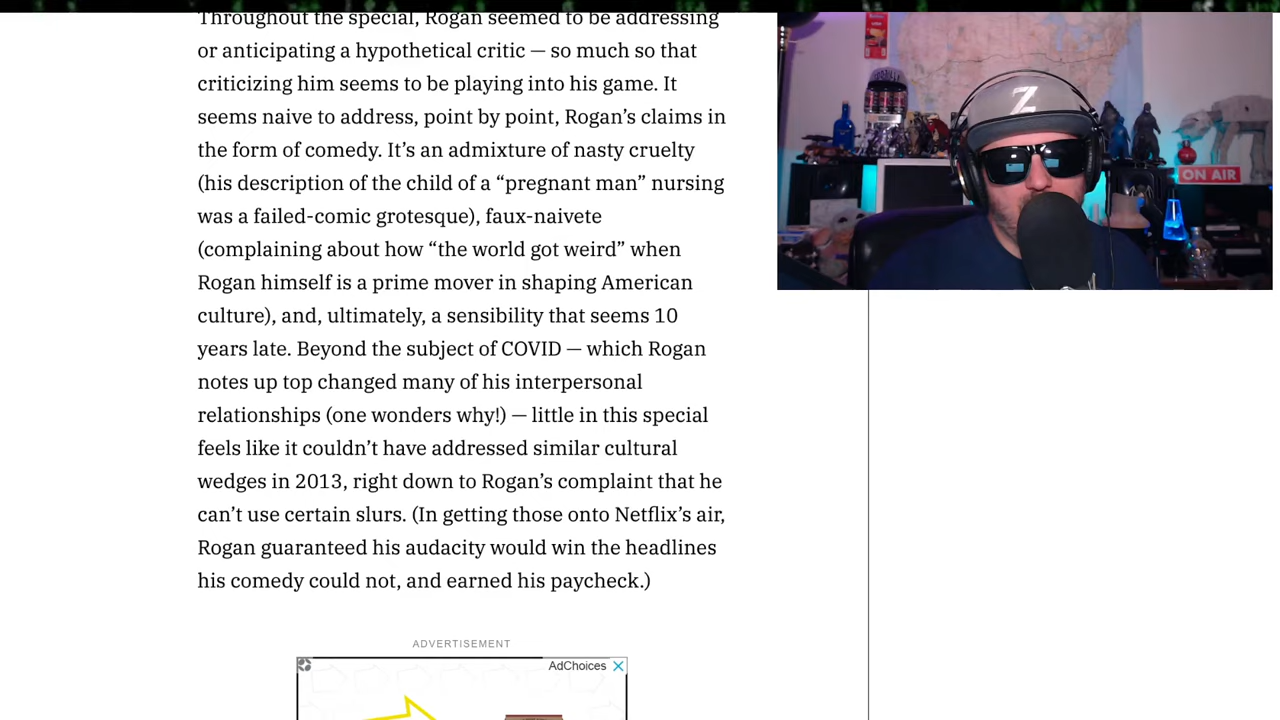 Throughout the special, Rogan seemed to be addressing
or anticipating a hypothetical critic — so much so that
criticizing him seems to be playing into his game. It
seems naive to address, point by point, Rogan’s claims in
the form of comedy. It’s an admixture of nasty cruelty
(his description of the child of a “pregnant man” nursing
was a failed-comic grotesque), faux-naivete
(complaining about how “the world got weird” when
Rogan himself is a prime mover in shaping American
culture), and, ultimately, a sensibility that seems 10
years late. Beyond the subject of COVID — which Rogan
notes up top changed many of his interpersonal
relationships (one wonders why!) — little in this special
feels like it couldn’t have addressed similar cultural
wedges in 2013, right down to Rogan’s complaint that he
can’t use certain slurs. (In getting those onto Netflix’s air,
Rogan guaranteed his audacity would win the headlines
his comedy could not, and earned his paycheck.)
ADVERTISEMENT
AdChoices
Z
ON AIR